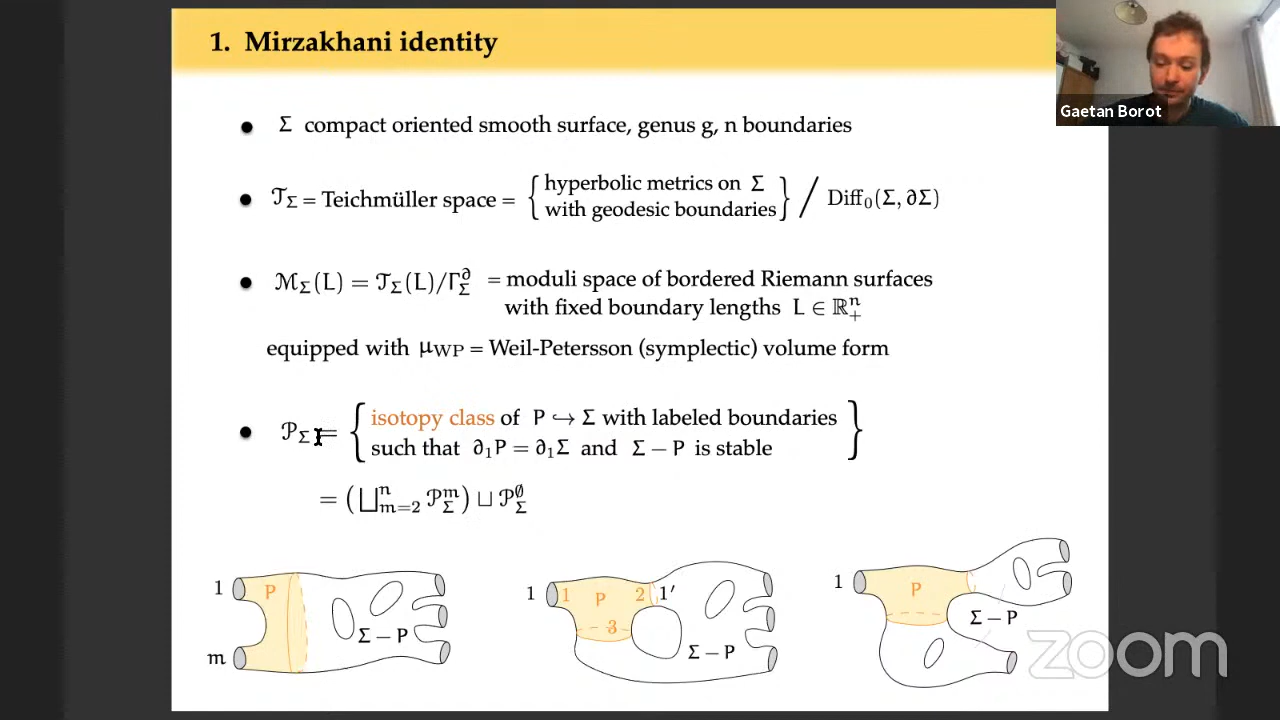 1. Mirzakhani identity
Gaetan Borot
• Σ compact oriented smooth surface, genus g, n boundaries
• 𝒯_Σ = Teichmüller space = { hyperbolic metrics on Σ
with geodesic boundaries } / Diff₀(Σ, ∂Σ)
• ℳ_Σ(L) = 𝒯_Σ(L)/Γ_Σ^∂ = moduli space of bordered Riemann surfaces
with fixed boundary lengths L ∈ ℝ₊ⁿ
equipped with μ_WP = Weil-Petersson (symplectic) volume form
• 𝒫_Σ = { isotopy class of P ↪ Σ with labeled boundaries
such that ∂₁P = ∂₁Σ and Σ − P is stable }
= (⨆_{m=2}^n 𝒫_Σ^m) ⊔ 𝒫_Σ^∅
1 P Σ − P m
1 1 P 2 1′ 3 Σ − P
1 P Σ − P
zoom